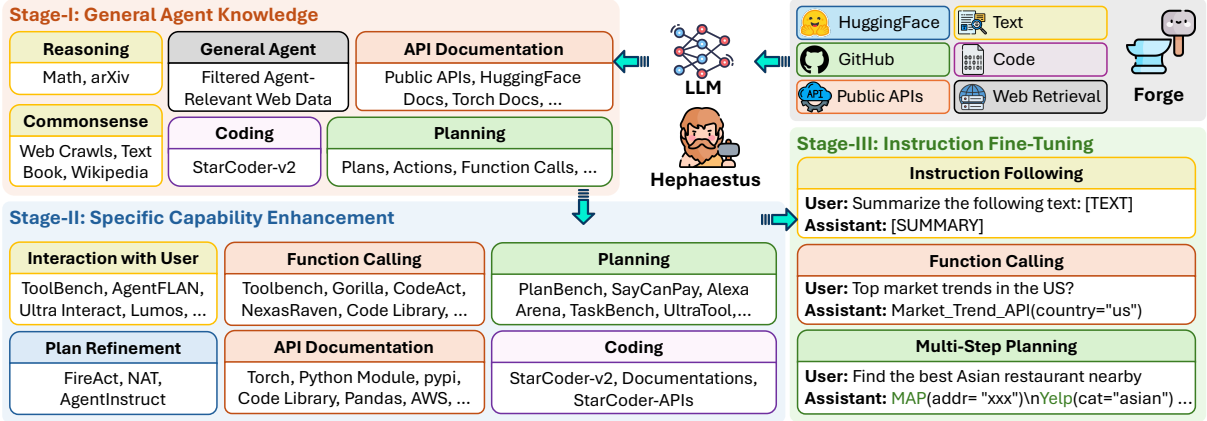 Stage-I: General Agent Knowledge
Reasoning
Math, arXiv
General Agent
Filtered Agent-
Relevant Web Data
API Documentation
Public APIs, HuggingFace
Docs, Torch Docs, ...
Commonsense
Web Crawls, Text
Book, Wikipedia
Coding
StarCoder-v2
Planning
Plans, Actions, Function Calls, ...
LLM
Hephaestus
HuggingFace
Text
GitHub
Code
API
Public APIs
Web Retrieval
Forge
Stage-II: Specific Capability Enhancement
Interaction with User
ToolBench, AgentFLAN,
Ultra Interact, Lumos, ...
Function Calling
Toolbench, Gorilla, CodeAct,
NexasRaven, Code Library, ...
Planning
PlanBench, SayCanPay, Alexa
Arena, TaskBench, UltraTool,...
Plan Refinement
FireAct, NAT,
AgentInstruct
API Documentation
Torch, Python Module, pypi,
Code Library, Pandas, AWS, ...
Coding
StarCoder-v2, Documentations,
StarCoder-APIs
Stage-III: Instruction Fine-Tuning
Instruction Following
User: Summarize the following text: [TEXT]
Assistant: [SUMMARY]
Function Calling
User: Top market trends in the US?
Assistant: Market_Trend_API(country="us")
Multi-Step Planning
User: Find the best Asian restaurant nearby
Assistant: MAP(addr= "xxx")\nYelp(cat="asian") ...